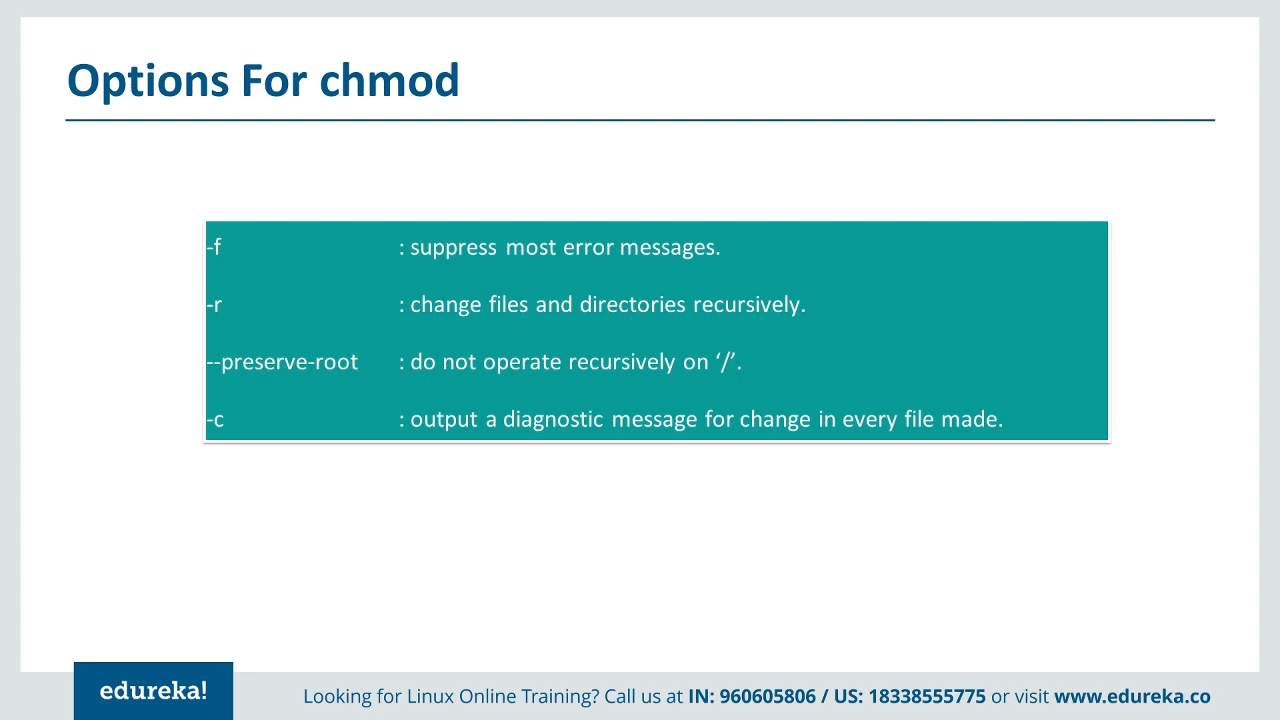 Options For chmod
-f : suppress most error messages.
-r : change files and directories recursively.
--preserve-root : do not operate recursively on ‘/’.
-c : output a diagnostic message for change in every file made.
edureka!
Looking for Linux Online Training? Call us at IN: 960605806 / US: 18338555775 or visit www.edureka.co